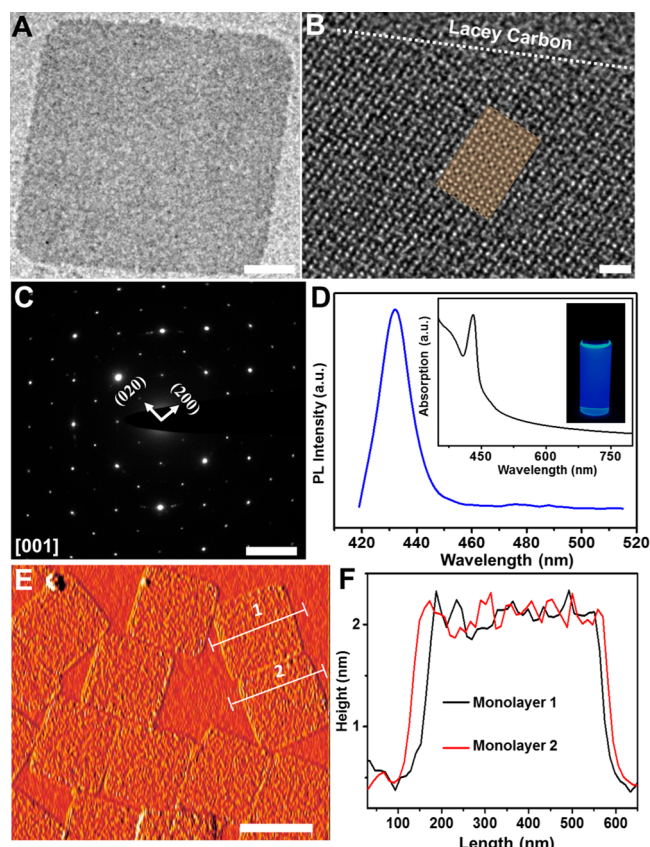 A
B
Lacey Carbon
C
(020)
(200)
[001]
D
PL Intensity (a.u.)
420 440 460 480 500 520
Wavelength (nm)
Absorption (a.u.)
450 600 750
Wavelength (nm)
E
1
2
F
Height (nm)
2
1
Monolayer 1
Monolayer 2
100 200 300 400 500 600
Length (nm)